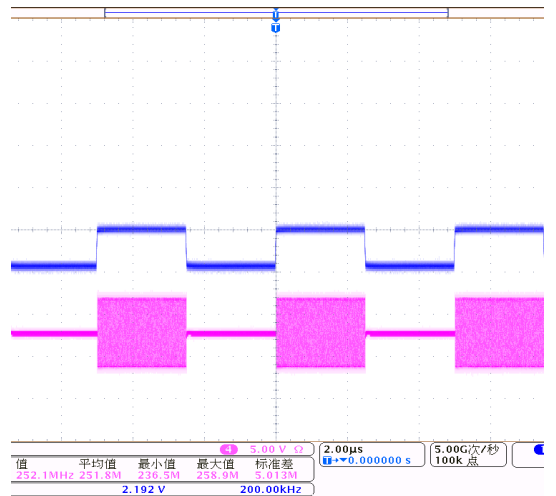 T
T
4 5.00 V Ω
2.00μs
T→▼0.000000 s
5.00G次/秒
100k 点
值 平均值 最小值 最大值 标准差
252.1MHz 251.8M 236.5M 258.9M 5.013M
2.192 V 200.00kHz